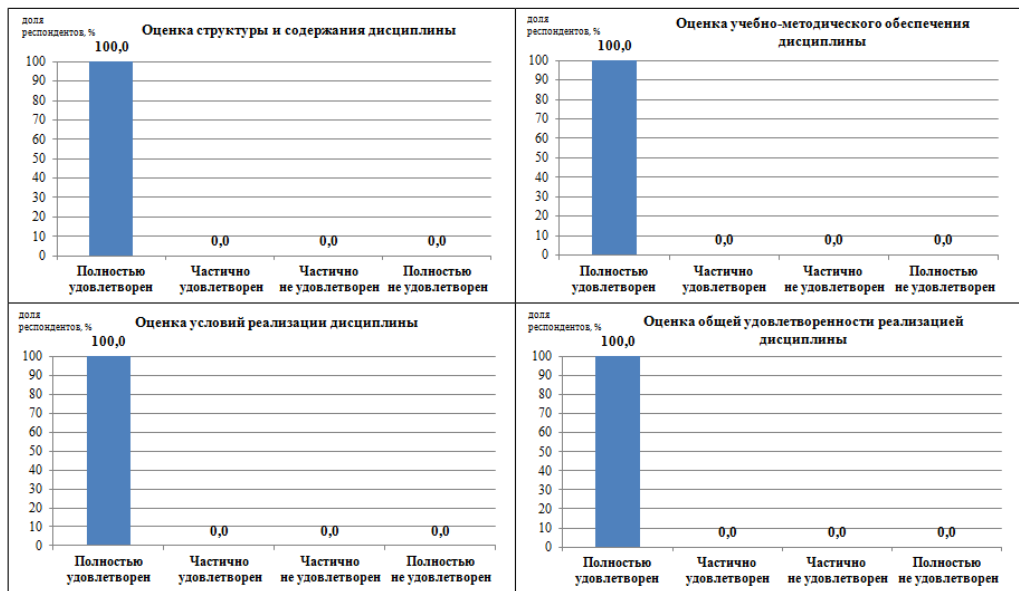 доля
респондентов, %
Оценка структуры и содержания дисциплины
100,0
100
90
80
70
60
50
40
30
20
10
0
0,0 0,0 0,0
Полностью удовлетворен
Частично удовлетворен
Частично не удовлетворен
Полностью не удовлетворен
доля
респондентов, %
Оценка учебно-методического обеспечения
дисциплины
100,0
100
90
80
70
60
50
40
30
20
10
0
0,0 0,0 0,0
Полностью удовлетворен
Частично удовлетворен
Частично не удовлетворен
Полностью не удовлетворен
доля
респондентов, %
Оценка условий реализации дисциплины
100,0
100
90
80
70
60
50
40
30
20
10
0
0,0 0,0 0,0
Полностью удовлетворен
Частично удовлетворен
Частично не удовлетворен
Полностью не удовлетворен
доля
респондентов, %
Оценка общей удовлетворенности реализацией
дисциплины
100,0
100
90
80
70
60
50
40
30
20
10
0
0,0 0,0 0,0
Полностью удовлетворен
Частично удовлетворен
Частично не удовлетворен
Полностью не удовлетворен